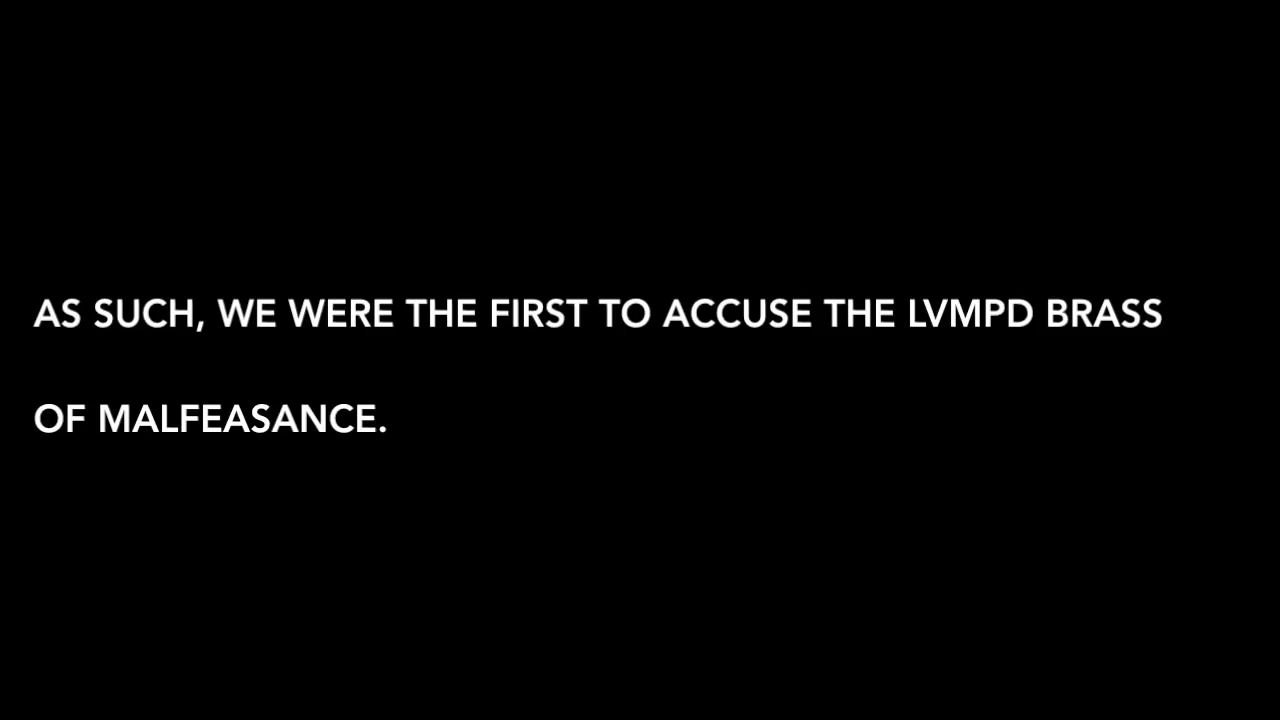 AS SUCH, WE WERE THE FIRST TO ACCUSE THE LVMPD BRASS
OF MALFEASANCE.